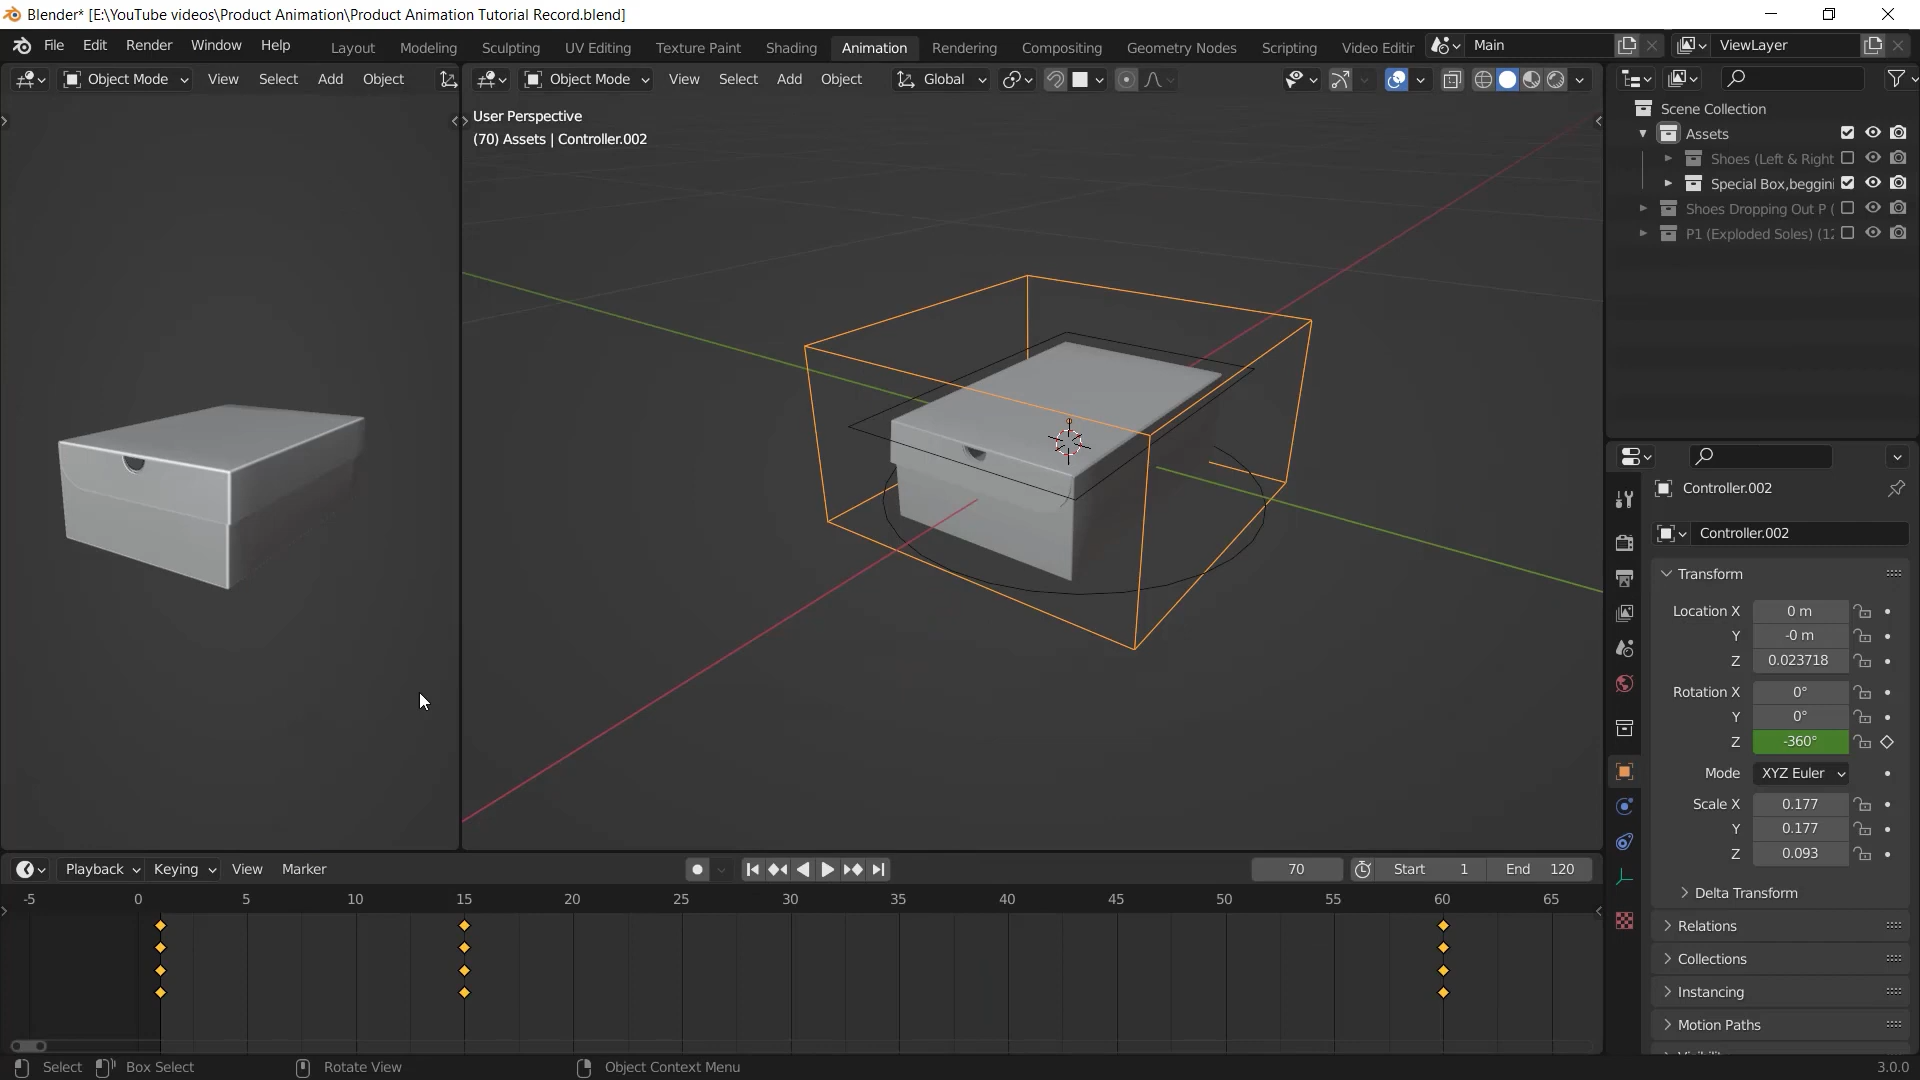 Blender* [E:\YouTube videos\Product Animation\Product Animation Tutorial Record.blend]
File Edit Render Window Help Layout Modeling Sculpting UV Editing Texture Paint Shading Animation Rendering Compositing Geometry Nodes Scripting Video Editir Main ViewLayer
Object Mode View Select Add Object Object Mode View Select Add Object Global
User Perspective
(70) Assets | Controller.002
Scene Collection
Assets
Shoes (Left & Right
Special Box,beggini
Shoes Dropping Out P (
P1 (Exploded Soles) (12
Controller.002
Controller.002
Transform
Location X 0 m
Y -0 m
Z 0.023718
Rotation X 0°
Y 0°
Z -360°
Mode XYZ Euler
Scale X 0.177
Y 0.177
Z 0.093
Delta Transform
Relations
Collections
Instancing
Motion Paths
Playback Keying View Marker 70 Start 1 End 120
-5 0 5 10 15 20 25 30 35 40 45 50 55 60 65
Select Box Select Rotate View Object Context Menu 3.0.0